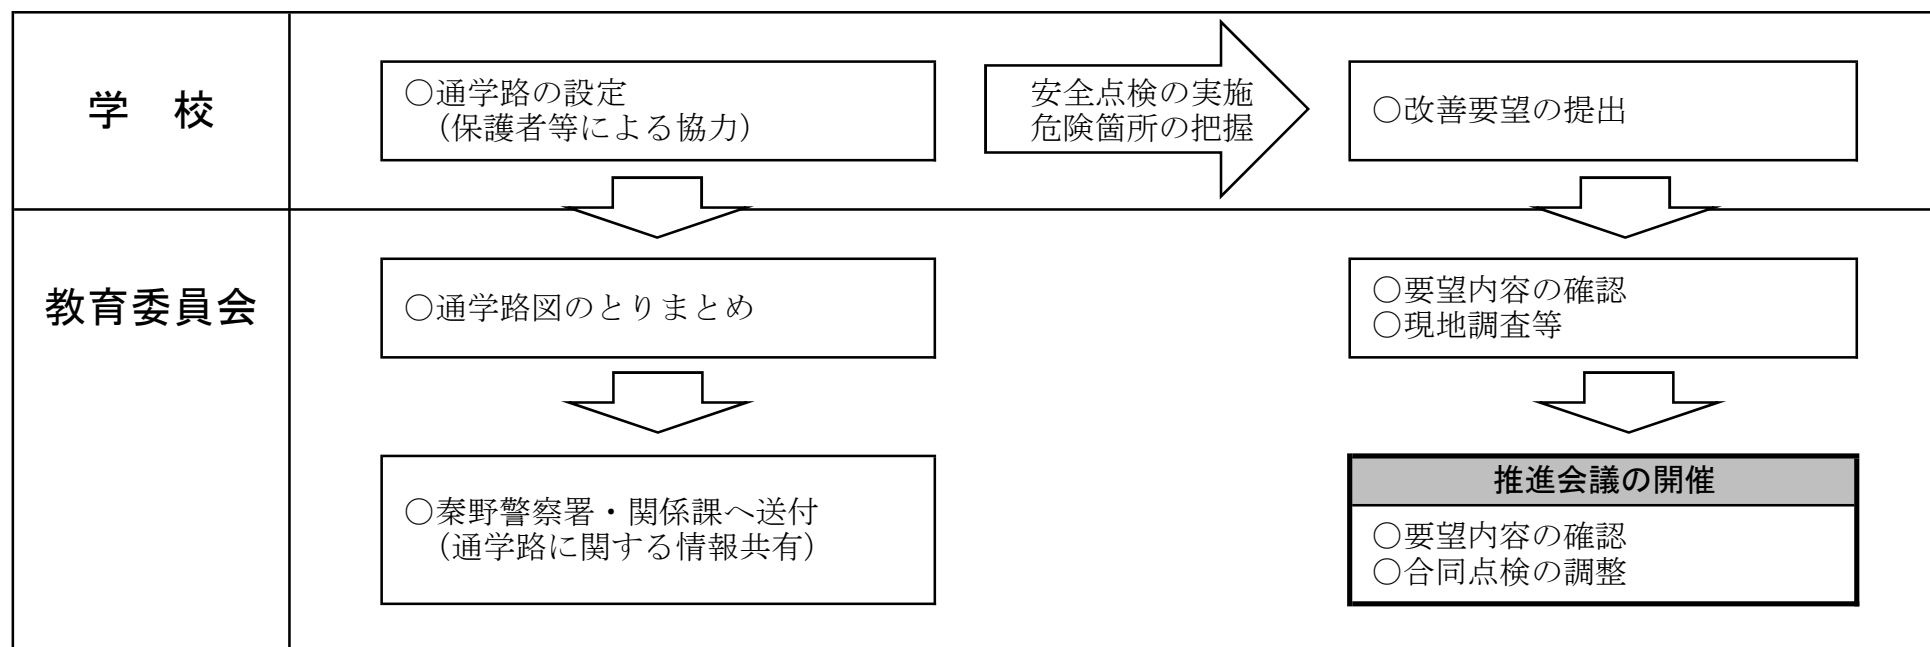 学　校
○通学路の設定
（保護者等による協力）
安全点検の実施
危険箇所の把握
○改善要望の提出
教育委員会
○通学路図のとりまとめ
○要望内容の確認
○現地調査等
○秦野警察署・関係課へ送付
（通学路に関する情報共有）
推進会議の開催
○要望内容の確認
○合同点検の調整